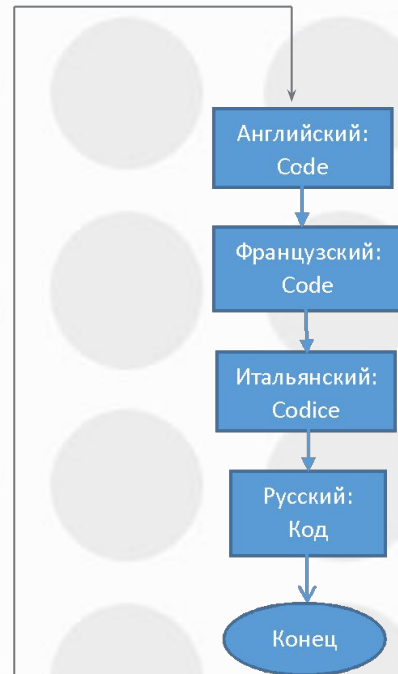 Английский:
Code
Французский:
Code
Итальянский:
Codice
Русский:
Код
Конец